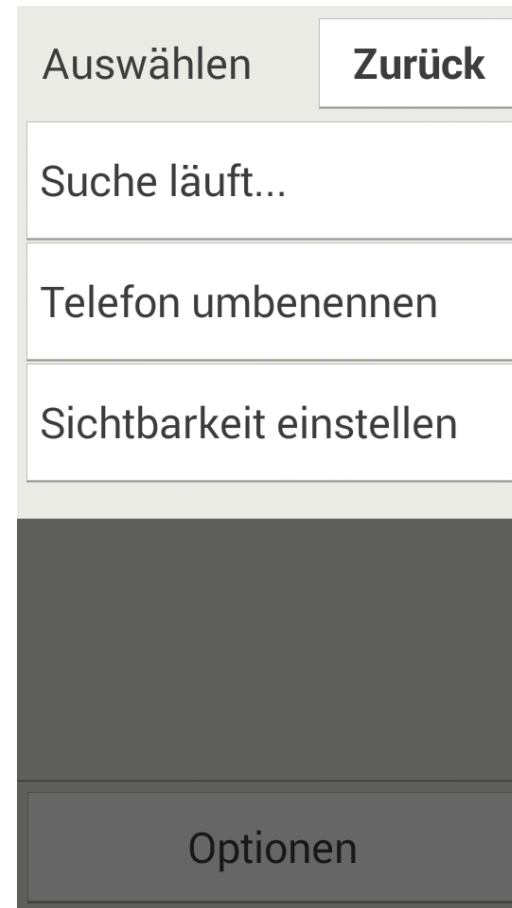 Auswählen
Zurück
Suche läuft...
Telefon umbenennen
Sichtbarkeit einstellen
Optionen